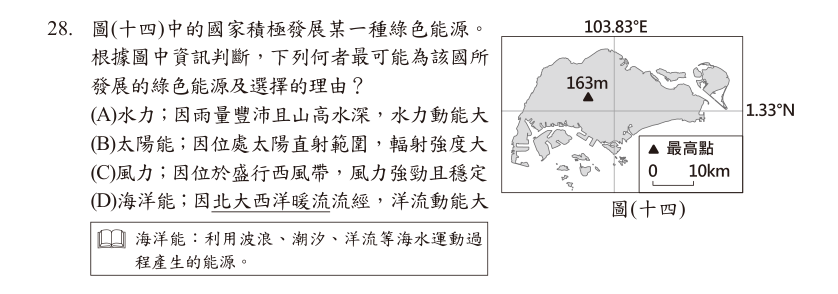 28. 圖(十四)中的國家積極發展某一種綠色能源。
根據圖中資訊判斷，下列何者最可能為該國所
發展的綠色能源及選擇的理由？
(A)水力；因雨量豐沛且山高水深，水力動能大
(B)太陽能；因位處太陽直射範圍，輻射強度大
(C)風力；因位於盛行西風帶，風力強勁且穩定
(D)海洋能；因北大西洋暖流流經，洋流動能大
海洋能：利用波浪、潮汐、洋流等海水運動過
程產生的能源。
103.83°E
163m
1.33°N
▲ 最高點
0 10km
圖(十四)